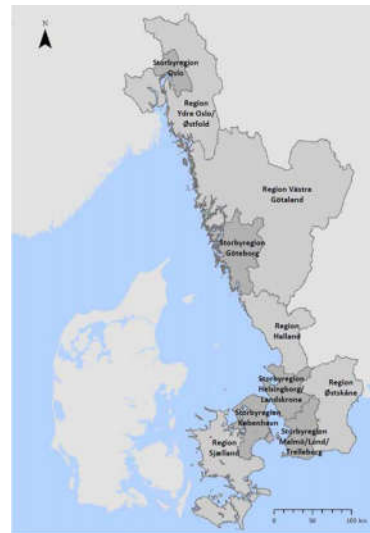 N
Storbyregion
Oslo
Region
Ydre Oslo/
Østfold
Region Västra
Götaland
Storbyregion
Göteborg
Region
Halland
Storbyregion
Helsingborg/
Landskrona
Region
Østskåne
Storbyregion
København
Region
Sjælland
Storbyregion
Malmö/Lund/
Trelleborg
0 50 100 km